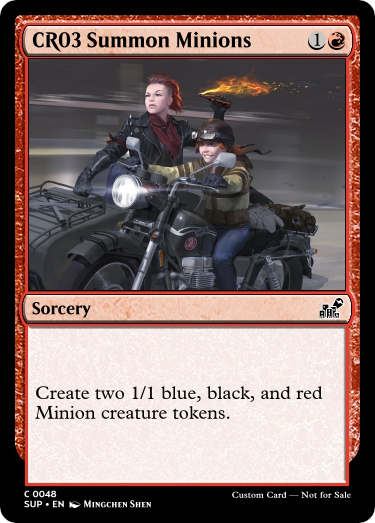 CR03 Summon Minions 1
Sorcery
Create two 1/1 blue, black, and red
Minion creature tokens.
C 0048
SUP • EN Mingchen Shen
Custom Card — Not for Sale